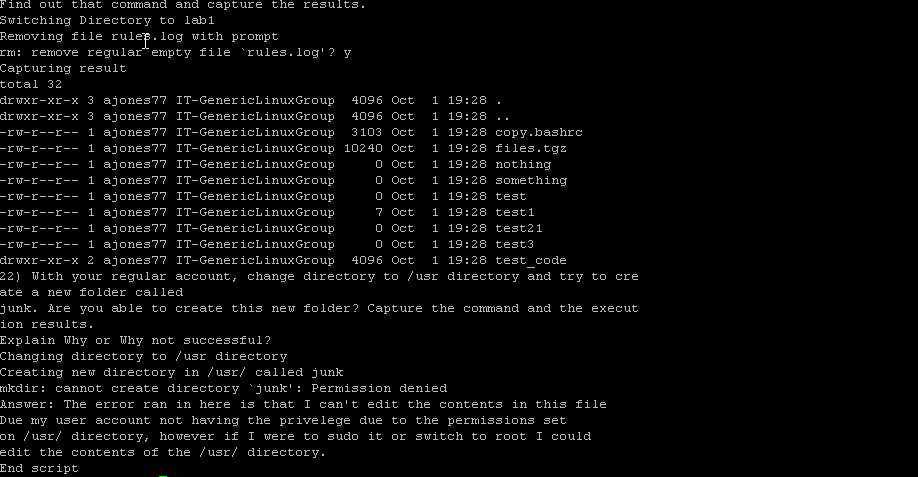 Find out that command and capture the results.
Switching Directory to lab1
Removing file rules.log with prompt
rm: remove regular empty file `rules.log'? y
Capturing result
total 32
drwxr-xr-x 3 ajones77 IT-GenericLinuxGroup  4096 Oct  1 19:28 .
drwxr-xr-x 3 ajones77 IT-GenericLinuxGroup  4096 Oct  1 19:28 ..
-rw-r--r-- 1 ajones77 IT-GenericLinuxGroup  3103 Oct  1 19:28 copy.bashrc
-rw-r--r-- 1 ajones77 IT-GenericLinuxGroup 10240 Oct  1 19:28 files.tgz
-rw-r--r-- 1 ajones77 IT-GenericLinuxGroup     0 Oct  1 19:28 nothing
-rw-r--r-- 1 ajones77 IT-GenericLinuxGroup     0 Oct  1 19:28 something
-rw-r--r-- 1 ajones77 IT-GenericLinuxGroup     0 Oct  1 19:28 test
-rw-r--r-- 1 ajones77 IT-GenericLinuxGroup     7 Oct  1 19:28 test1
-rw-r--r-- 1 ajones77 IT-GenericLinuxGroup     0 Oct  1 19:28 test21
-rw-r--r-- 1 ajones77 IT-GenericLinuxGroup     0 Oct  1 19:28 test3
drwxr-xr-x 2 ajones77 IT-GenericLinuxGroup  4096 Oct  1 19:28 test_code
22) With your regular account, change directory to /usr directory and try to cre
ate a new folder called
junk. Are you able to create this new folder? Capture the command and the execut
ion results.
Explain Why or Why not successful?
Changing directory to /usr directory
Creating new directory in /usr/ called junk
mkdir: cannot create directory `junk': Permission denied
Answer: The error ran in here is that I can't edit the contents in this file
Due my user account not having the privelege due to the permissions set
on /usr/ directory, however if I were to sudo it or switch to root I could
edit the contents of the /usr/ directory.
End script